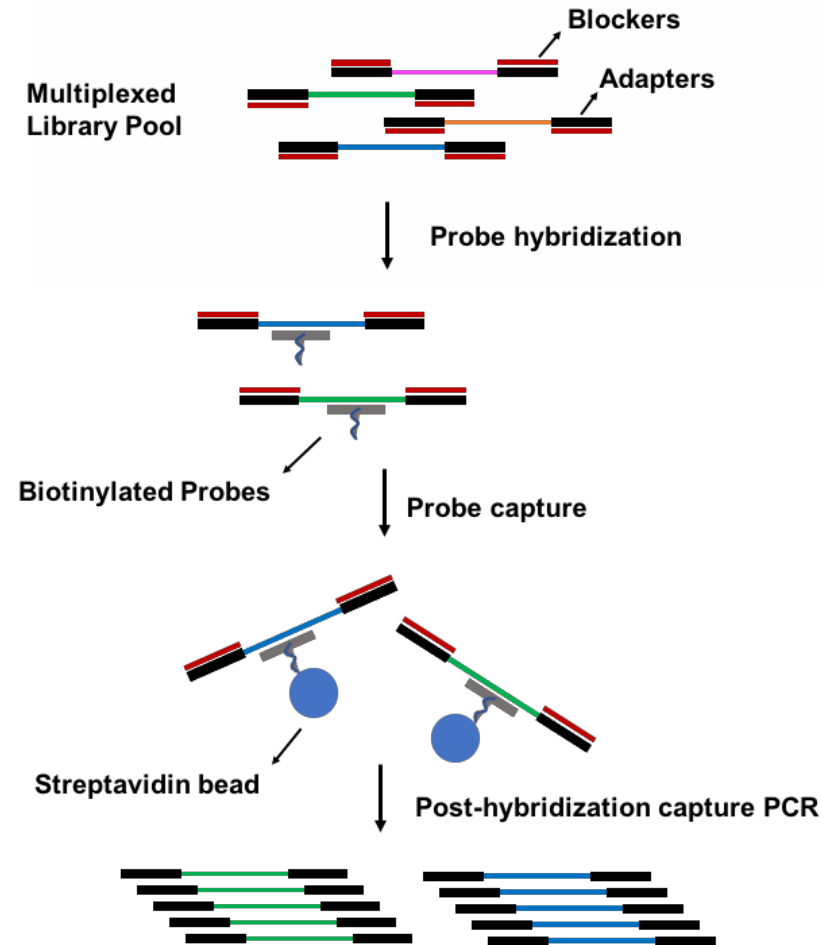 Blockers
Adapters
Multiplexed
Library Pool
Probe hybridization
Biotinylated Probes
Probe capture
Streptavidin bead
Post-hybridization capture PCR